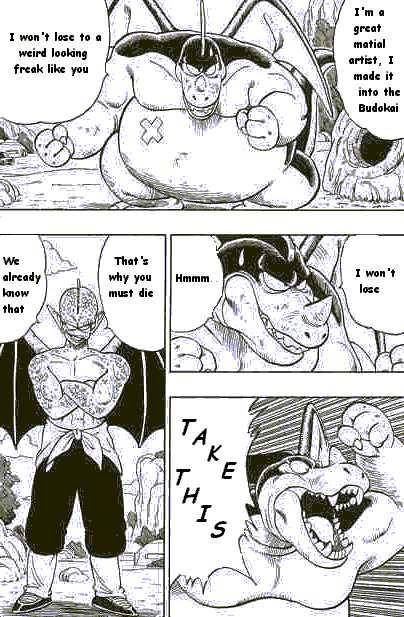 I'm a
great
matial
artist, I
made it
into the
Budokai
I won't lose to a
weird looking
freak like you
I won't
lose
Hmmm
TAKE
THIS
That's
why you
must die
We
already
know
that